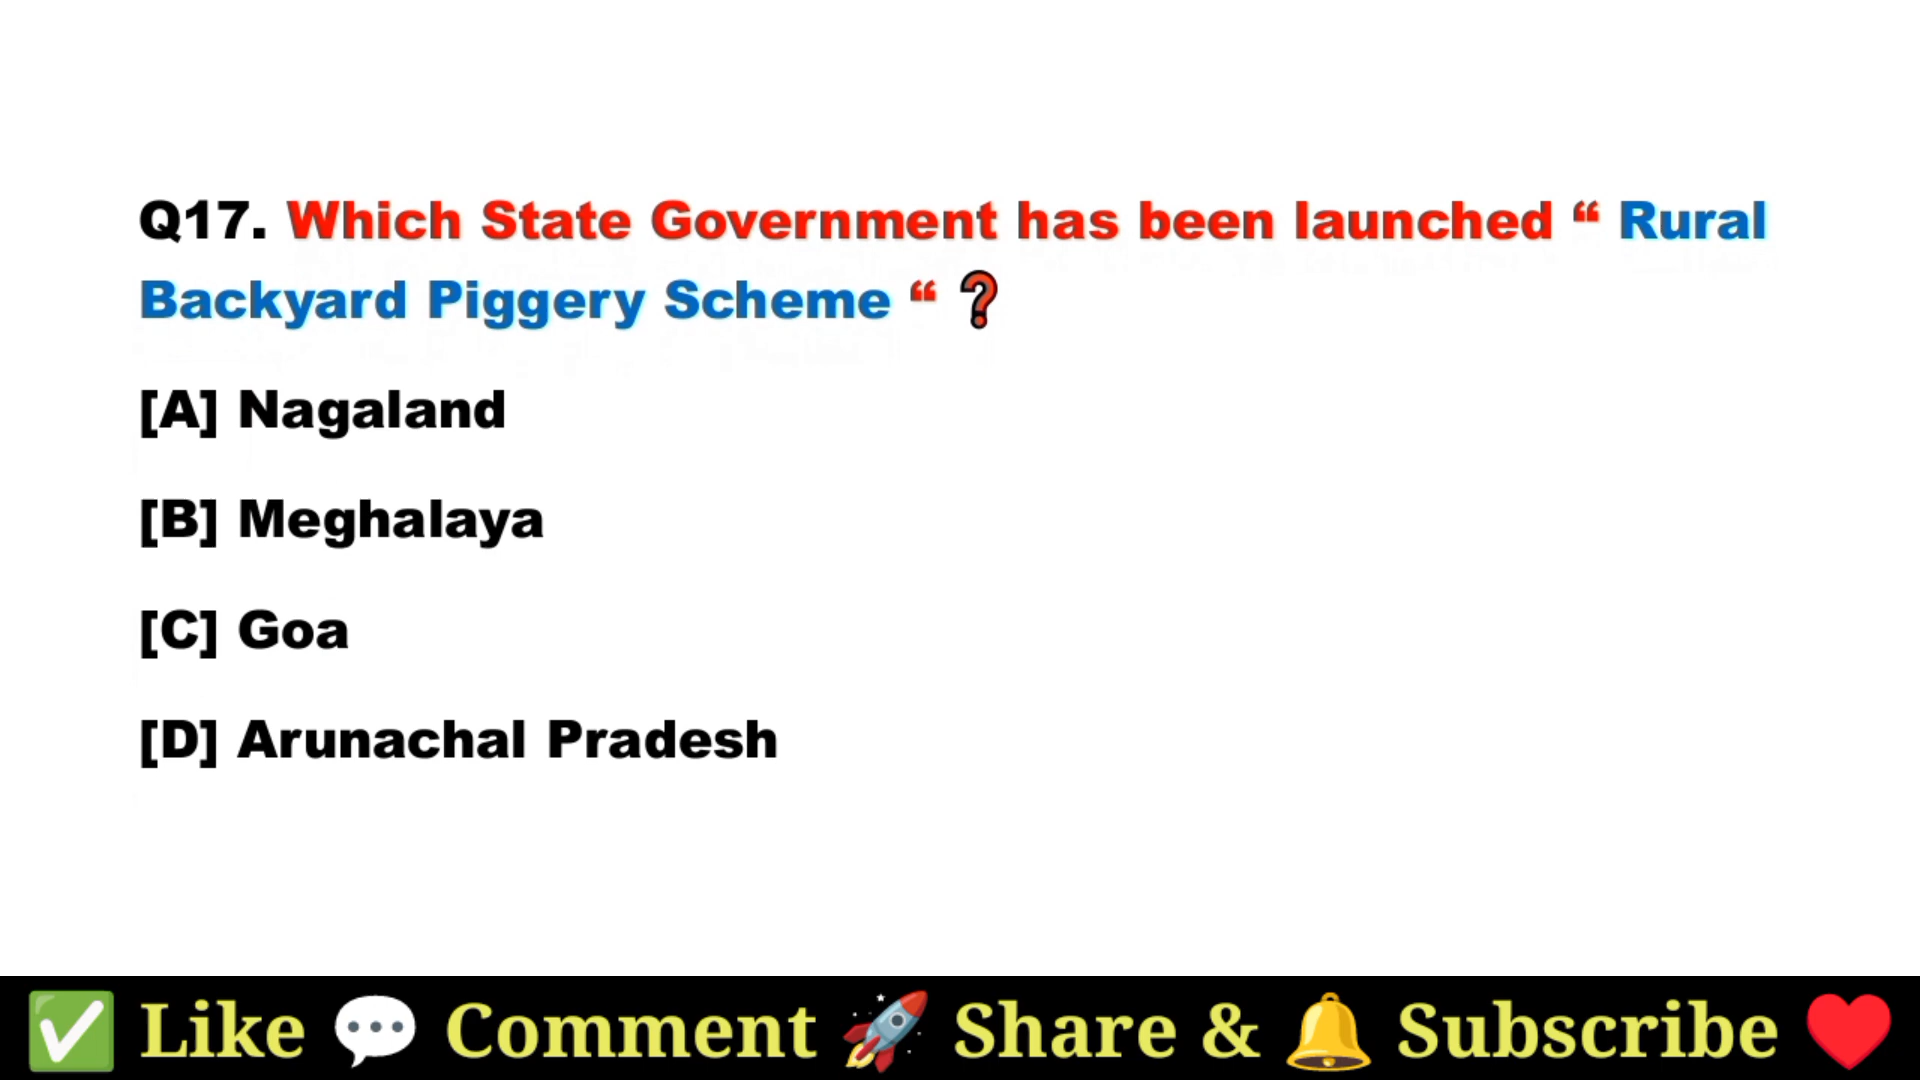 Q17. Which State Government has been launched “ Rural
Backyard Piggery Scheme “ ❓
[A] Nagaland
[B] Meghalaya
[C] Goa
[D] Arunachal Pradesh
✅ Like 💬 Comment 🚀 Share & 🔔 Subscribe ❤️